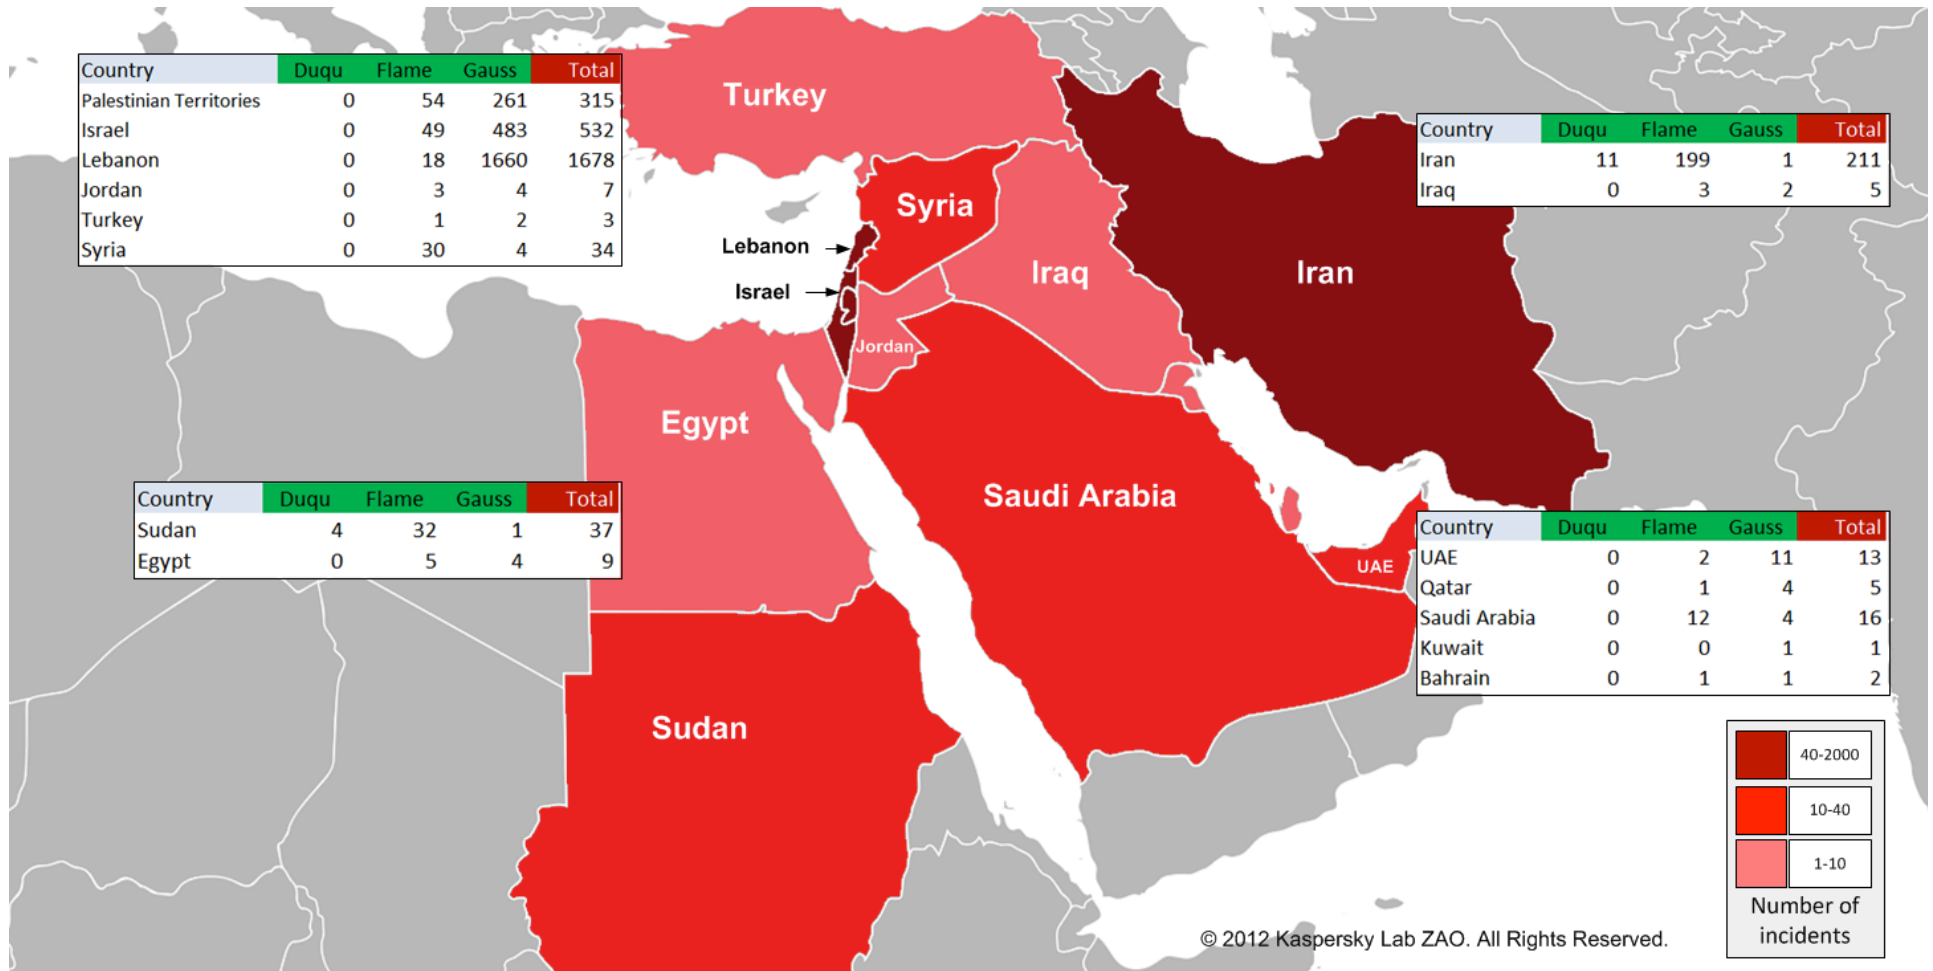 Country Duqu Flame Gauss Total
Palestinian Territories 0 54 261 315
Israel 0 49 483 532
Lebanon 0 18 1660 1678
Jordan 0 3 4 7
Turkey 0 1 2 3
Syria 0 30 4 34
Turkey
Country Duqu Flame Gauss Total
Iran 11 199 1 211
Iraq 0 3 2 5
Syria
Lebanon
Israel
Iraq
Iran
Jordan
Egypt
Saudi Arabia
Country Duqu Flame Gauss Total
Sudan 4 32 1 37
Egypt 0 5 4 9
UAE
Country Duqu Flame Gauss Total
UAE 0 2 11 13
Qatar 0 1 4 5
Saudi Arabia 0 12 4 16
Kuwait 0 0 1 1
Bahrain 0 1 1 2
Sudan
40-2000
10-40
1-10
Number of
incidents
© 2012 Kaspersky Lab ZAO. All Rights Reserved.